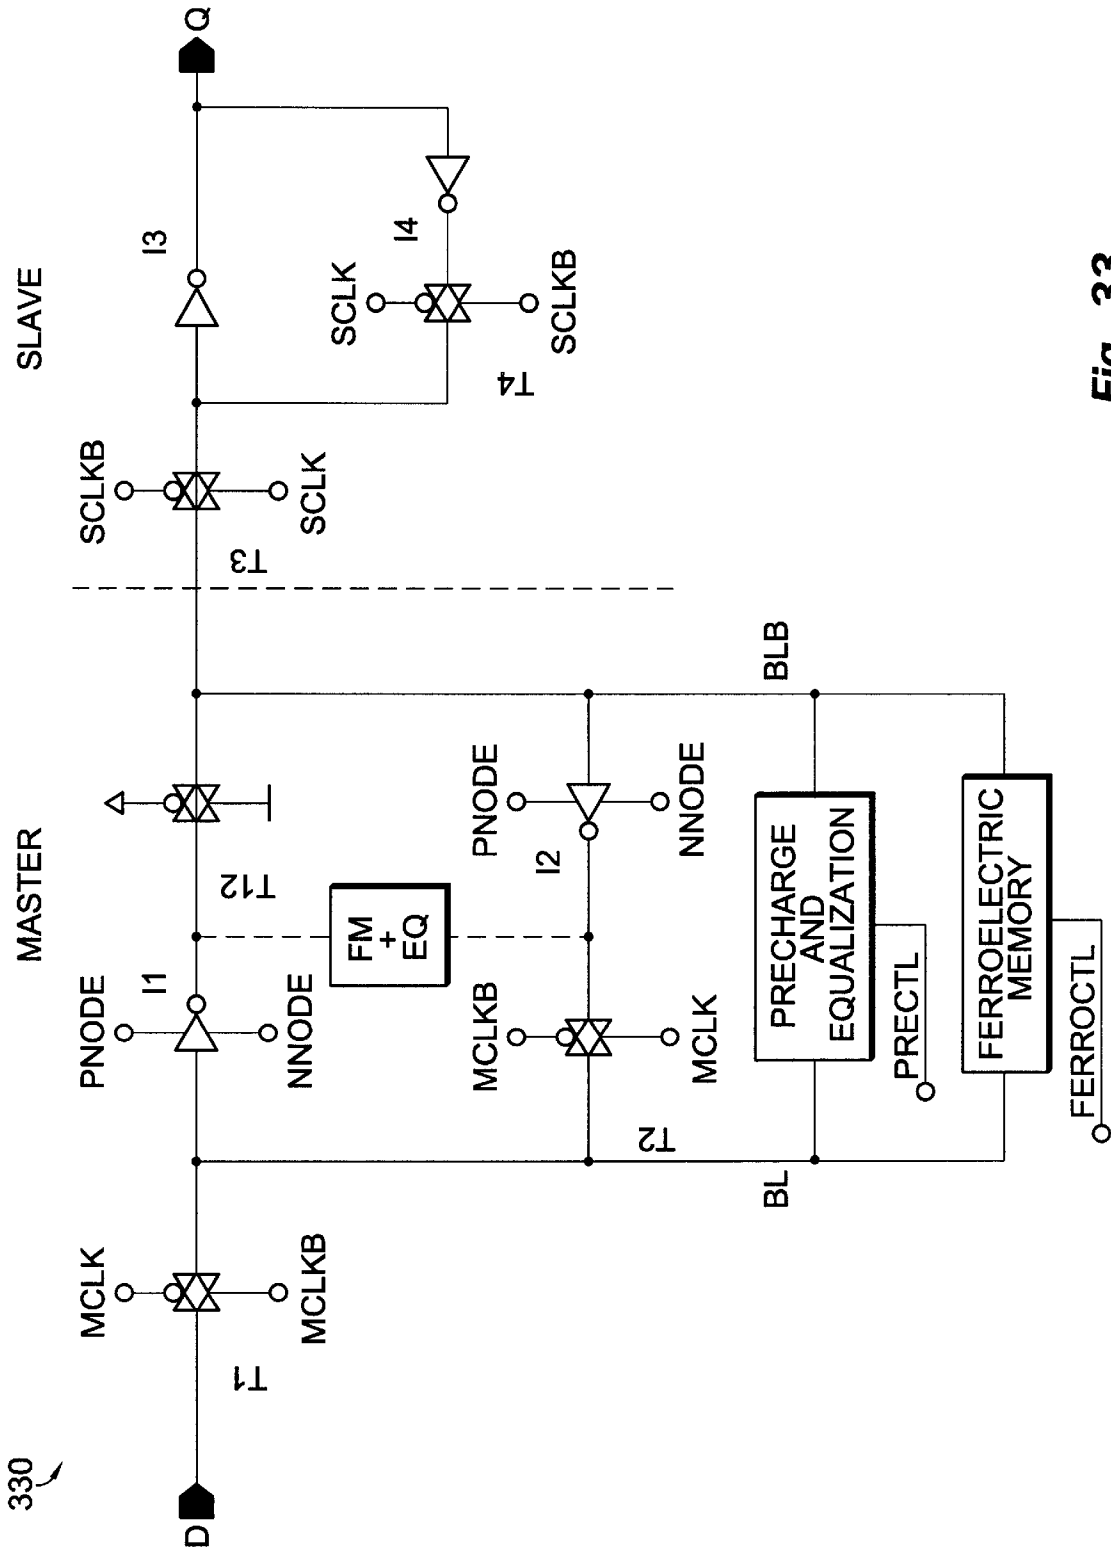 330
MASTER
SLAVE
D
T1
MCLK
MCLKB
PNODE
I1
NNODE
T12
FM
+
EQ
MCLKB
MCLK
T2
PNODE
I2
NNODE
BL
BLB
PRECHARGE
AND
EQUALIZATION
PRECTL
FERROELECTRIC
MEMORY
FERROCTL
T3
SCLKB
SCLK
I3
SCLK
I4
SCLKB
T4
Q
Fig. 33